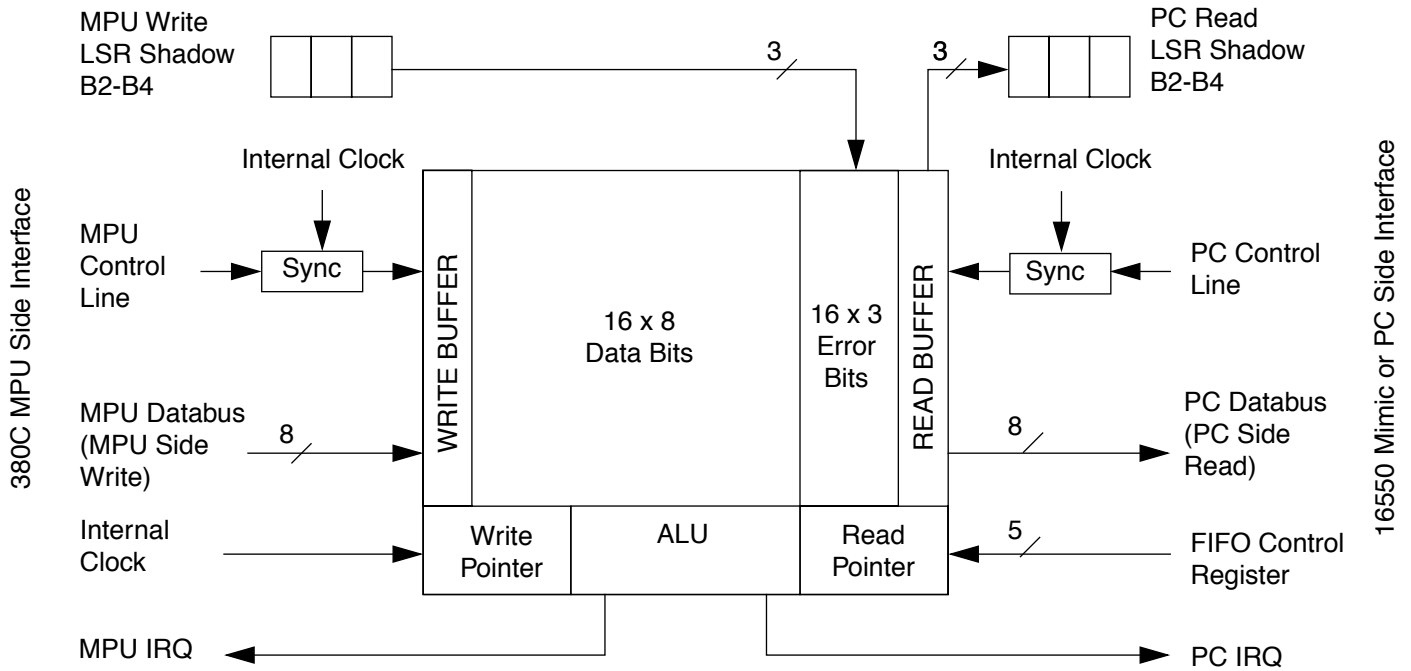 MPU Write
LSR Shadow
B2-B4
3
3
PC Read
LSR Shadow
B2-B4
Internal Clock
Internal Clock
380C MPU Side Interface
MPU
Control
Line
Sync
WRITE BUFFER
16 x 8
Data Bits
16 x 3
Error
Bits
READ BUFFER
Sync
PC Control
Line
16550 Mimic or PC Side Interface
MPU Databus
(MPU Side
Write)
8
8
PC Databus
(PC Side
Read)
Internal
Clock
Write
Pointer
ALU
Read
Pointer
5
FIFO Control
Register
MPU IRQ
PC IRQ